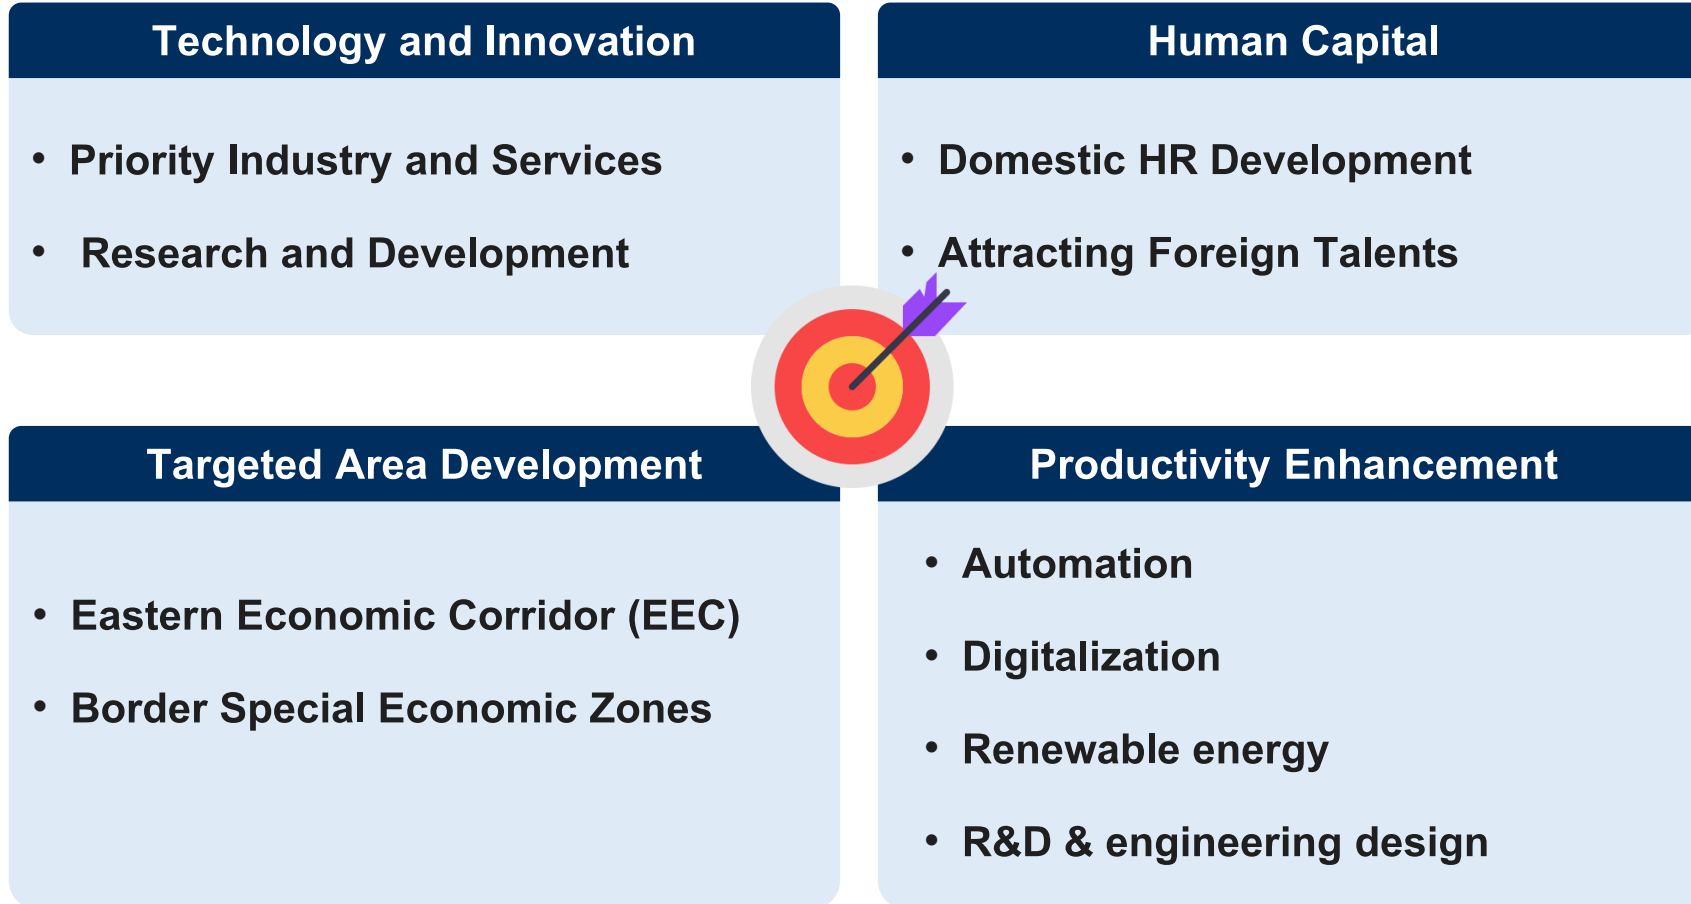 Technology and Innovation
• Priority Industry and Services
• Research and Development
Human Capital
• Domestic HR Development
• Attracting Foreign Talents
Targeted Area Development
• Eastern Economic Corridor (EEC)
• Border Special Economic Zones
Productivity Enhancement
• Automation
• Digitalization
• Renewable energy
• R&D & engineering design